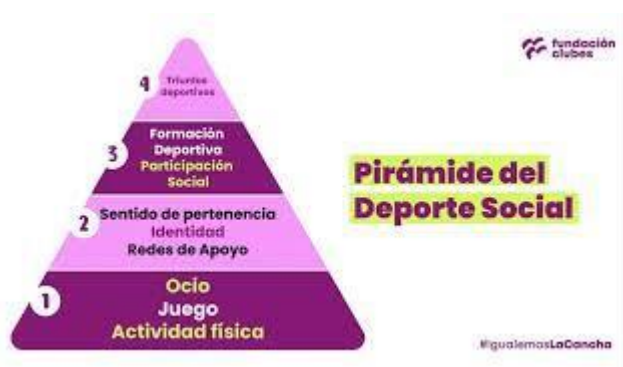 fundación
clubes
4
Triunfos
deportivos
3
Formación
Deportiva
Participación
Social
2
Sentido de pertenencia
Identidad
Redes de Apoyo
1
Ocio
Juego
Actividad física
Pirámide del
Deporte Social
#IgualemosLaCancha